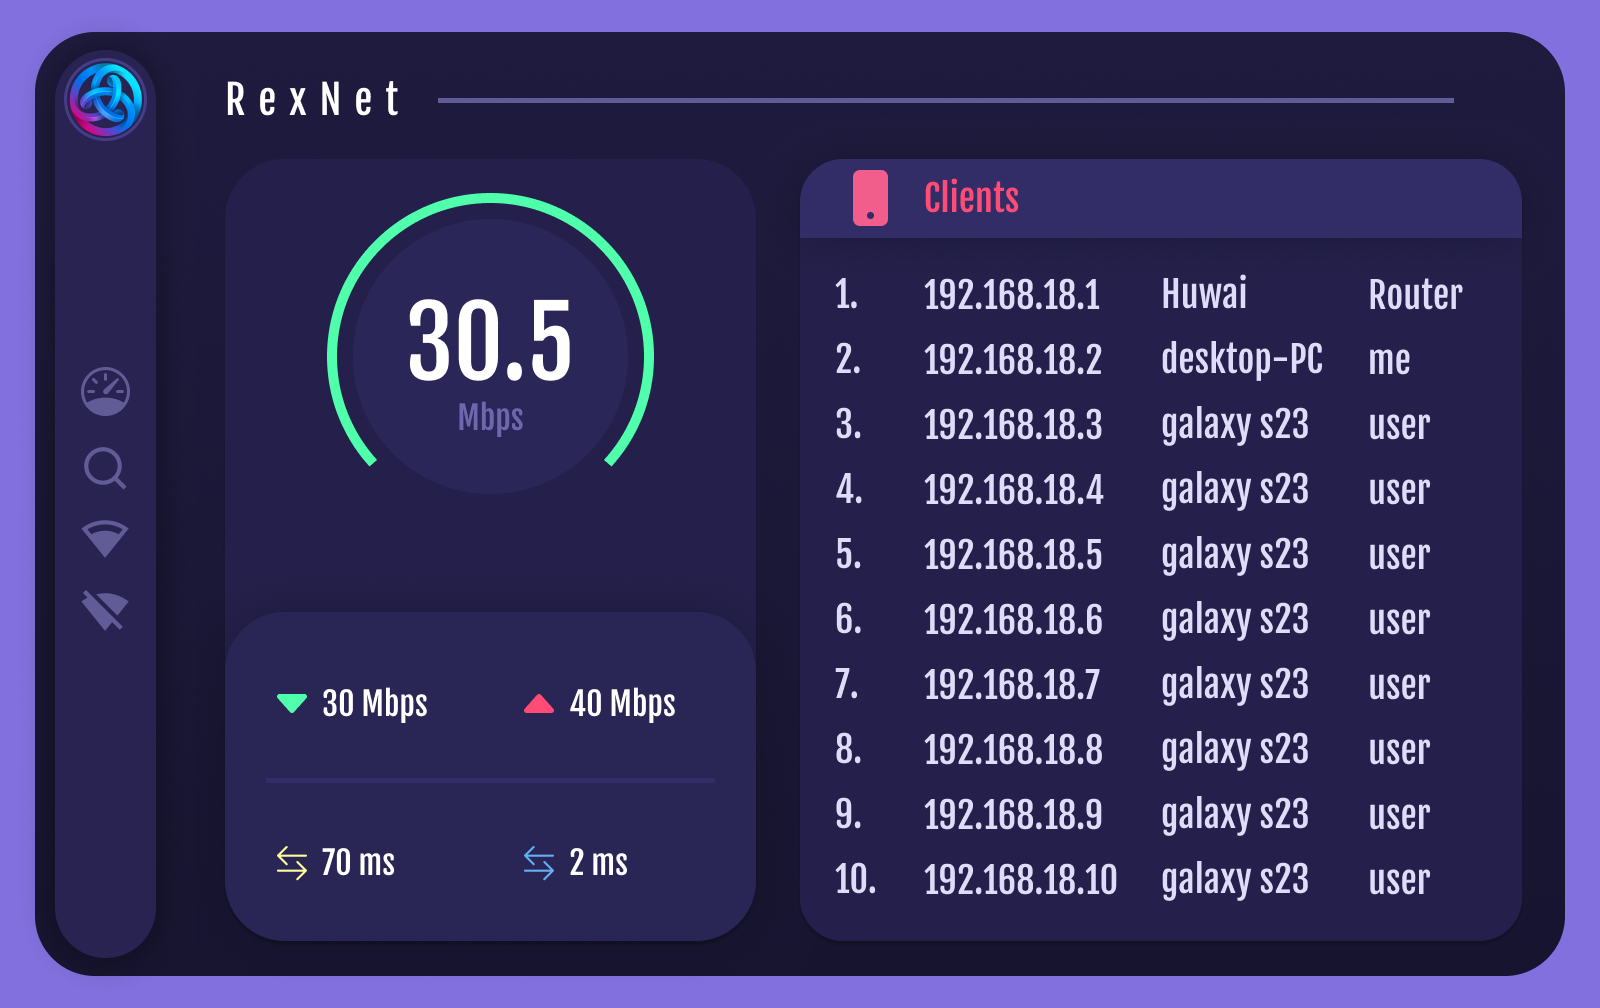 RexNet
30.5
Mbps
30 Mbps
40 Mbps
70 ms
2 ms
Clients
1. 192.168.18.1 Huwai Router
2. 192.168.18.2 desktop-PC me
3. 192.168.18.3 galaxy s23 user
4. 192.168.18.4 galaxy s23 user
5. 192.168.18.5 galaxy s23 user
6. 192.168.18.6 galaxy s23 user
7. 192.168.18.7 galaxy s23 user
8. 192.168.18.8 galaxy s23 user
9. 192.168.18.9 galaxy s23 user
10. 192.168.18.10 galaxy s23 user